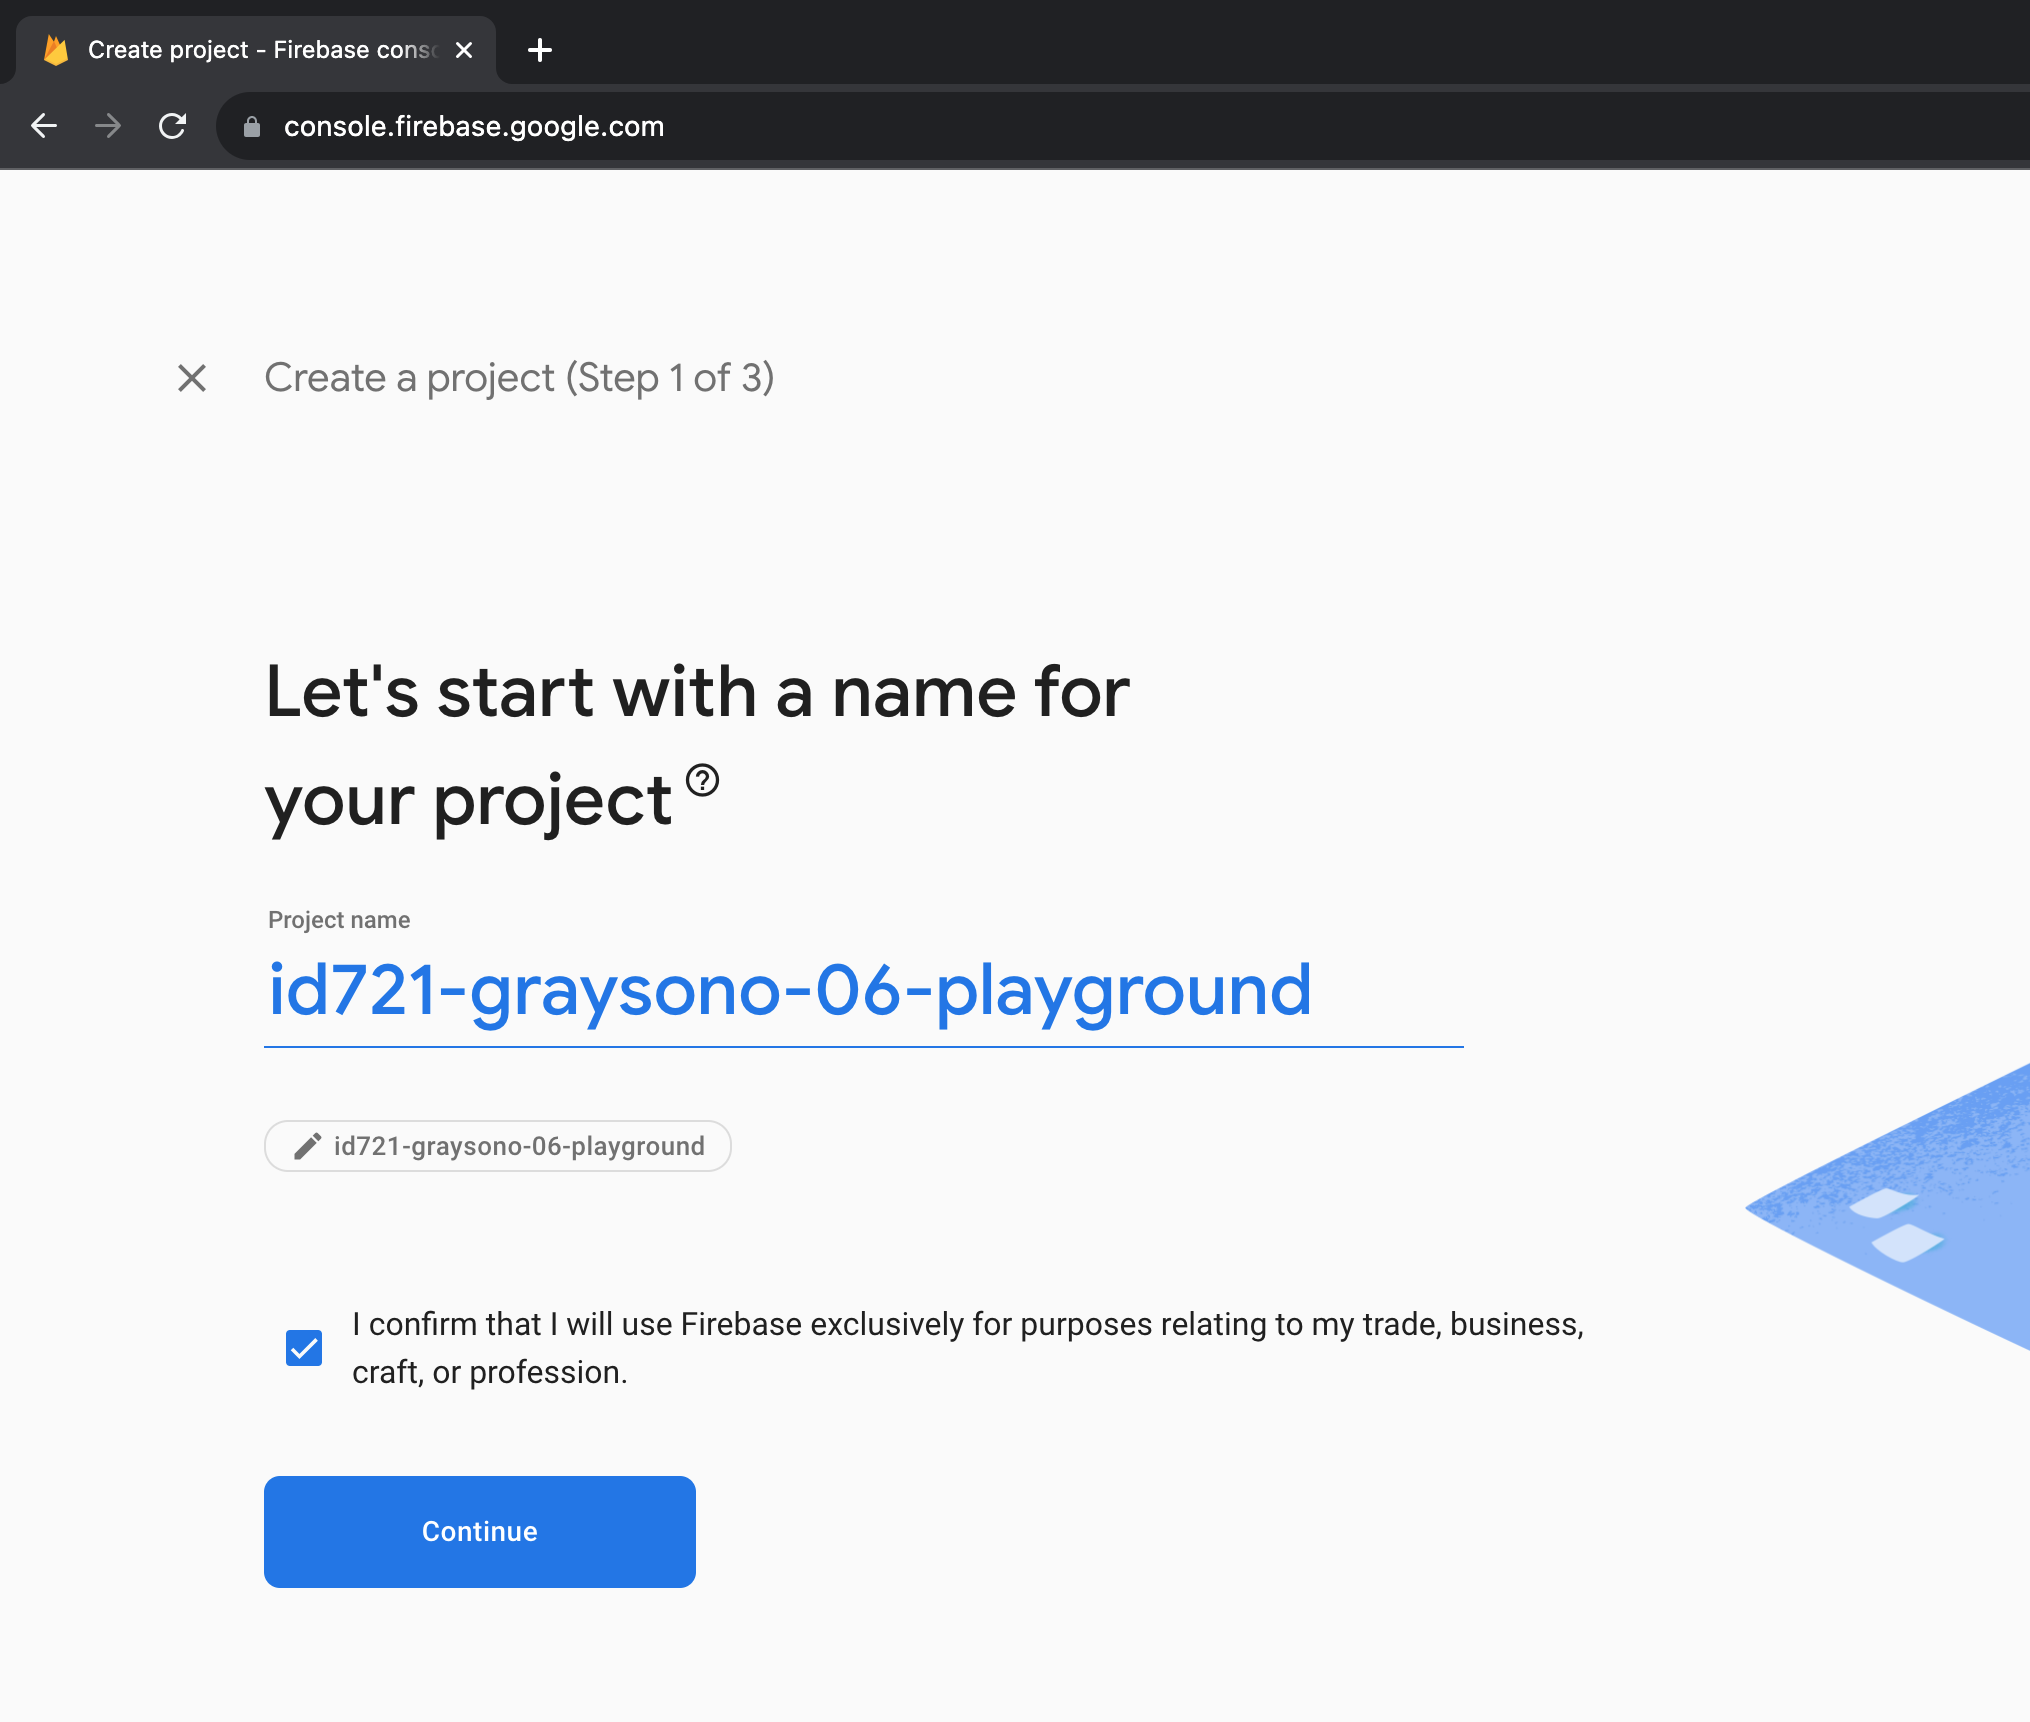 Create project - Firebase conso
console.firebase.google.com
Create a project (Step 1 of 3)
Let's start with a name for
your project
Project name
id721-graysono-06-playground
id721-graysono-06-playground
I confirm that I will use Firebase exclusively for purposes relating to my trade, business,
craft, or profession.
Continue